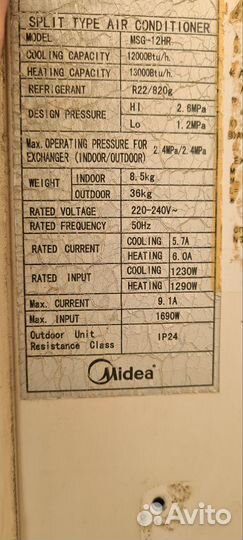 SPLIT TYPE AIR CONDITIONER
MODEL MSG-12HR
COOLING CAPACITY 12000Btu/h.
HEATING CAPACITY 13000Btu/h.
REFRIGERANT R22/820g
DESIGN PRESSURE HI 2.6MPa
Lo 1.2MPa
Max. OPERATING PRESSURE FOR
EXCHANGER (INDOOR/OUTDOOR) 2.4MPa/2.4MPa
WEIGHT INDOOR 8.5kg
OUTDOOR 36kg
RATED VOLTAGE 220-240V~
RATED FREQUENCY 50Hz
RATED CURRENT COOLING 5.7A
HEATING 6.0A
RATED INPUT COOLING 1230W
HEATING 1290W
Max. CURRENT 9.1A
Max. INPUT 1690W
Outdoor Unit
Resistance Class IP24
Midea
Avito